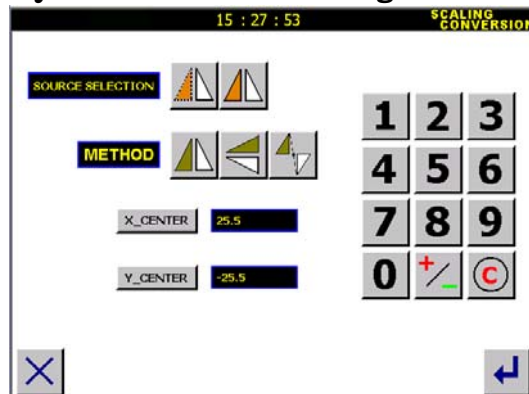 15 : 27 : 53
SCALING
CONVERSION
SOURCE SELECTION
1 2 3
METHOD
4 5 6
X_CENTER 25.5
7 8 9
Y_CENTER -25.5
0 +/- C